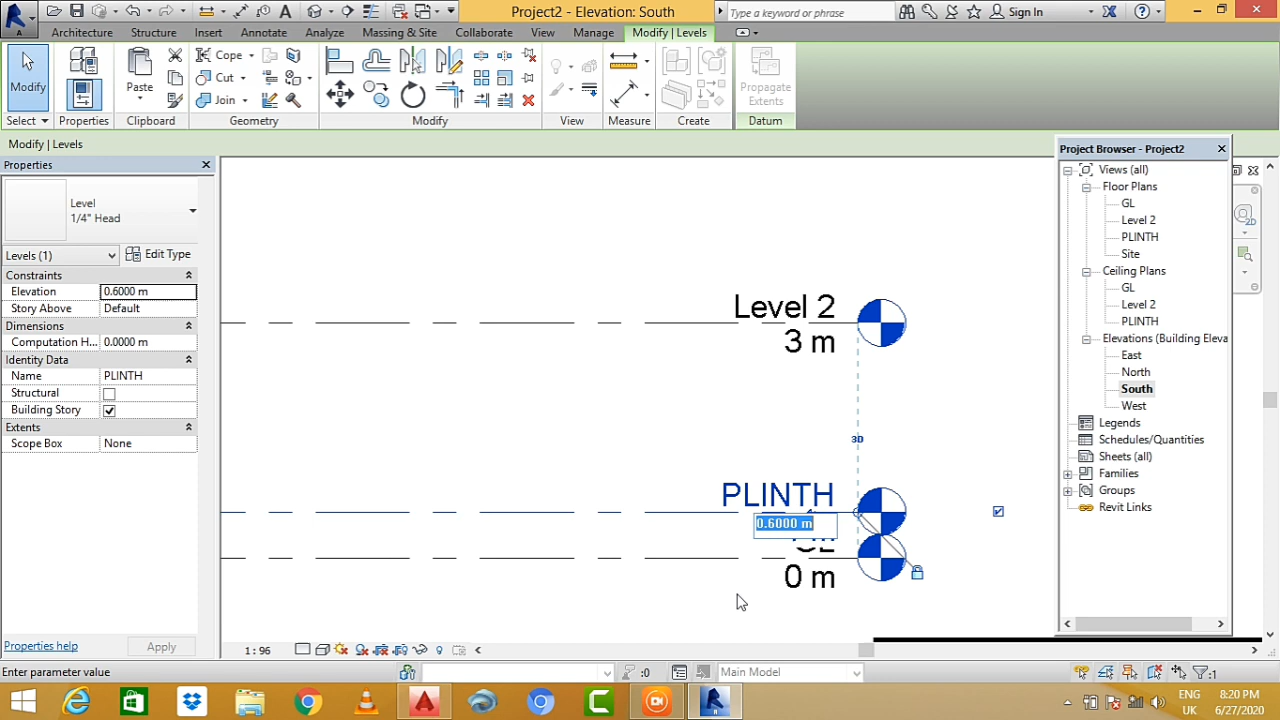 Project2 - Elevation: South
Type a keyword or phrase
Sign In
Architecture Structure Insert Annotate Analyze Massing & Site Collaborate View Manage Modify | Levels
Modify
Paste
Cope
Cut
Join
Propagate
Extents
Select Properties Clipboard Geometry Modify View Measure Create Datum
Modify | Levels
Properties
Level
1/4" Head
Levels (1)
Edit Type
Constraints
Elevation 0.6000 m
Story Above Default
Dimensions
Computation H... 0.0000 m
Identity Data
Name PLINTH
Structural
Building Story
Extents
Scope Box None
Properties help
Apply
Level 2
3 m
3D
PLINTH
0.6000 m
GL
0 m
Project Browser - Project2
Views (all)
Floor Plans
GL
Level 2
PLINTH
Site
Ceiling Plans
GL
Level 2
PLINTH
Elevations (Building Eleva
East
North
South
West
Legends
Schedules/Quantities
Sheets (all)
Families
Groups
Revit Links
2D
1 : 96
Enter parameter value
:0
Main Model
:1
ENG
UK
8:20 PM
6/27/2020